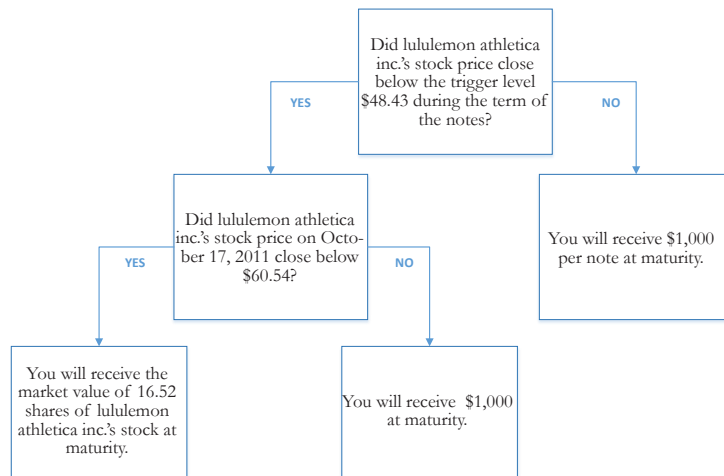 Did lululemon athletica
inc.'s stock price close
below the trigger level
$48.43 during the term of
the notes?
YES
NO
Did lululemon athletica
inc.'s stock price on Octo-
ber 17, 2011 close below
$60.54?
You will receive $1,000
per note at maturity.
YES
NO
You will receive the
market value of 16.52
shares of lululemon
athletica inc.'s stock at
maturity.
You will receive $1,000
at maturity.